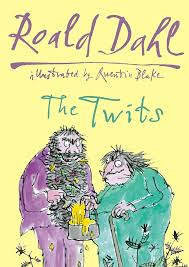 Roald Dahl
illustrated by Quentin Blake
The Twits